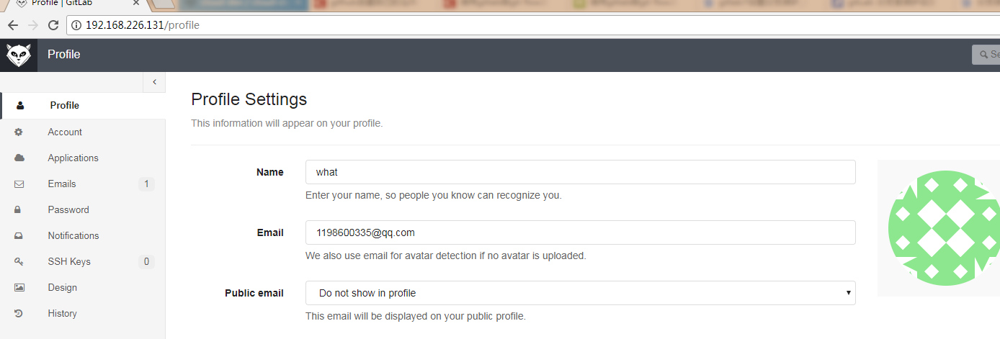 Profile | GitLab
192.168.226.131/profile
Profile
Se
Profile
Account
Applications
Emails 1
Password
Notifications
SSH Keys 0
Design
History
Profile Settings
This information will appear on your profile.
Name
what
Enter your name, so people you know can recognize you.
Email
1198600335@qq.com
We also use email for avatar detection if no avatar is uploaded.
Public email
Do not show in profile
This email will be displayed on your public profile.